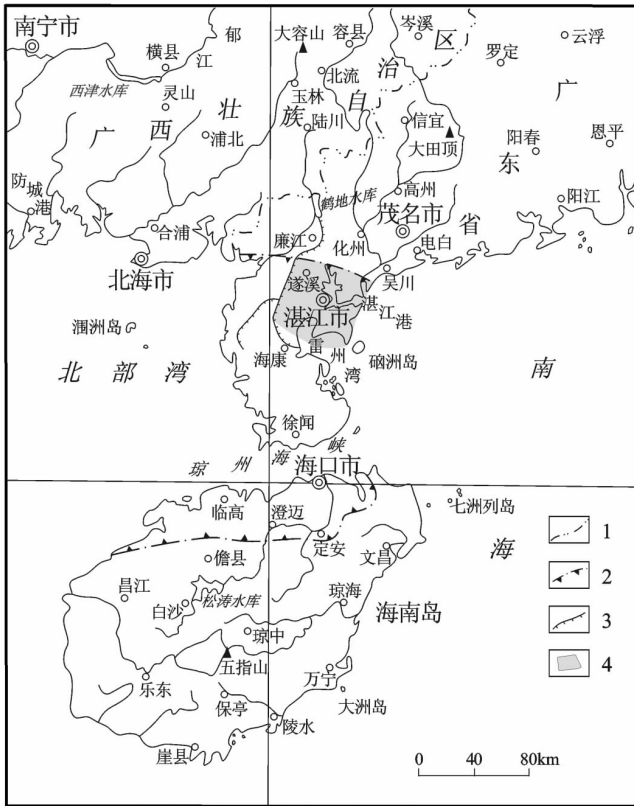 南宁市
横县
郁江
西津水库
灵山
广西壮族自治区
浦北
防城港
合浦
北海市
涠洲岛
北部湾
大容山
容县
北流
玉林
陆川
岑溪
罗定
云浮
信宜
大田顶
阳春
恩平
广东省
高州
鹤地水库
茂名市
阳江
廉江
化州
电白
吴川
遂溪
湛江市
湛江港
雷州湾
硇洲岛
海康
徐闻
南海
琼州海峡
海口市
临高
澄迈
七洲列岛
定安
文昌
儋县
昌江
白沙
松涛水库
琼海
海南岛
琼中
五指山
万宁
乐东
保亭
大洲岛
陵水
崖县
1
2
3
4
0 40 80km